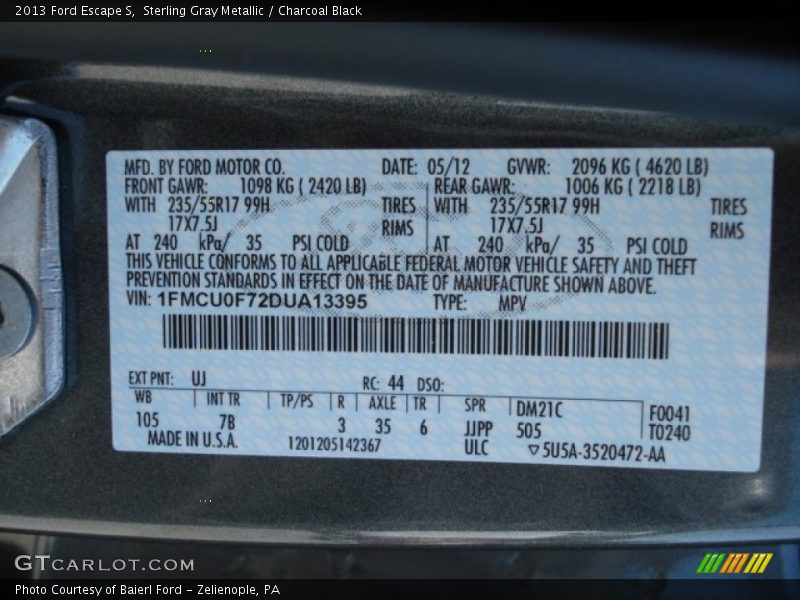 2013 Ford Escape S,  Sterling Gray Metallic / Charcoal Black
MFD. BY FORD MOTOR CO. DATE: 05/12 GVWR: 2096 KG ( 4620 LB)
FRONT GAWR: 1098 KG ( 2420 LB) REAR GAWR: 1006 KG ( 2218 LB)
WITH 235/55R17 99H TIRES WITH 235/55R17 99H TIRES
17X7.5J RIMS 17X7.5J RIMS
AT 240 kPa/ 35 PSI COLD AT 240 kPa/ 35 PSI COLD
THIS VEHICLE CONFORMS TO ALL APPLICABLE FEDERAL MOTOR VEHICLE SAFETY AND THEFT
PREVENTION STANDARDS IN EFFECT ON THE DATE OF MANUFACTURE SHOWN ABOVE.
VIN: 1FMCU0F72DUA13395 TYPE: MPV
EXT PNT: UJ RC: 44 DSO:
WB INT TR TP/PS R AXLE TR SPR DM21C F0041
105 7B 3 35 6 JJPP 505 T0240
MADE IN U.S.A. 1201205142367 ULC ▽5U5A-3520472-AA
GTCARLOT.COM
Photo Courtesy of Baierl Ford – Zelienople, PA